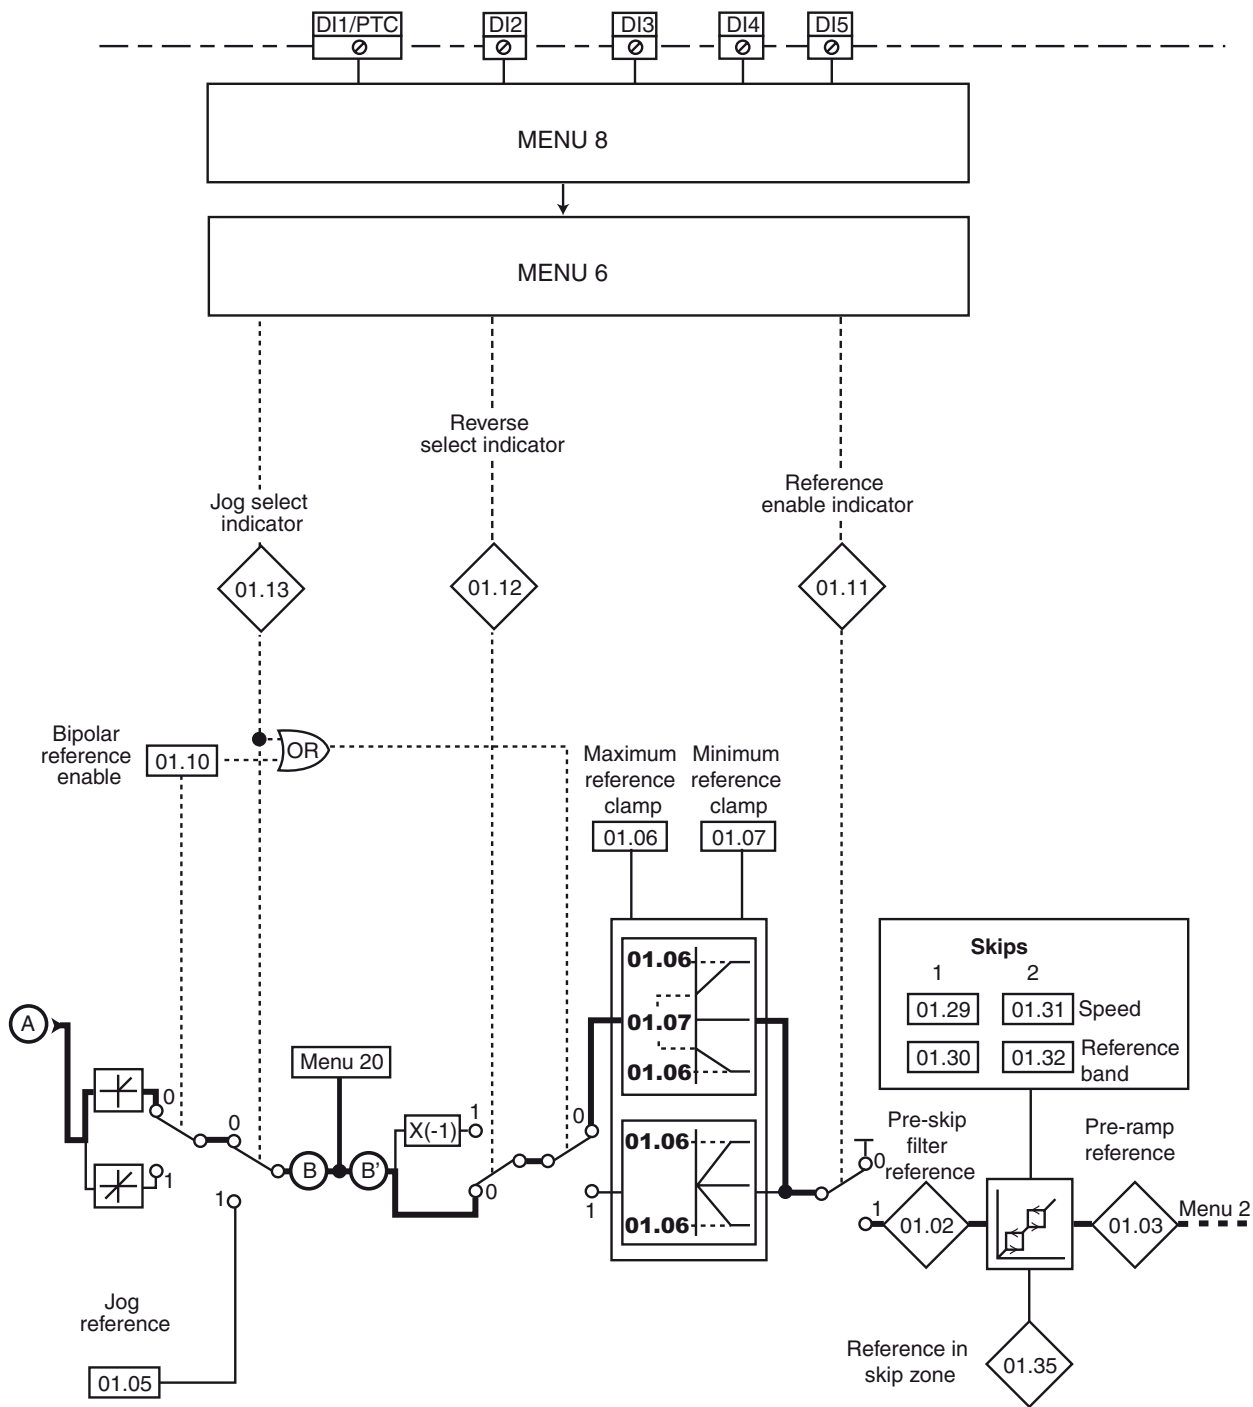 DI1/PTC DI2 DI3 DI4 DI5
MENU 8
MENU 6
Reverse
select indicator
Reference
enable indicator
Jog select
indicator
01.13
01.12
01.11
Bipolar
reference
enable
01.10
OR
Maximum
reference
clamp
01.06
Minimum
reference
clamp
01.07
01.06
01.07
01.06
01.06
01.06
Skips
1 2
01.29 01.31 Speed
01.30 01.32 Reference
band
A
0
1
0
1
Menu 20
B
B'
X(-1)
1
0
0
1
0
1
Pre-skip
filter
reference
01.02
Pre-ramp
reference
01.03
Menu 2
Jog
reference
01.05
Reference in
skip zone
01.35